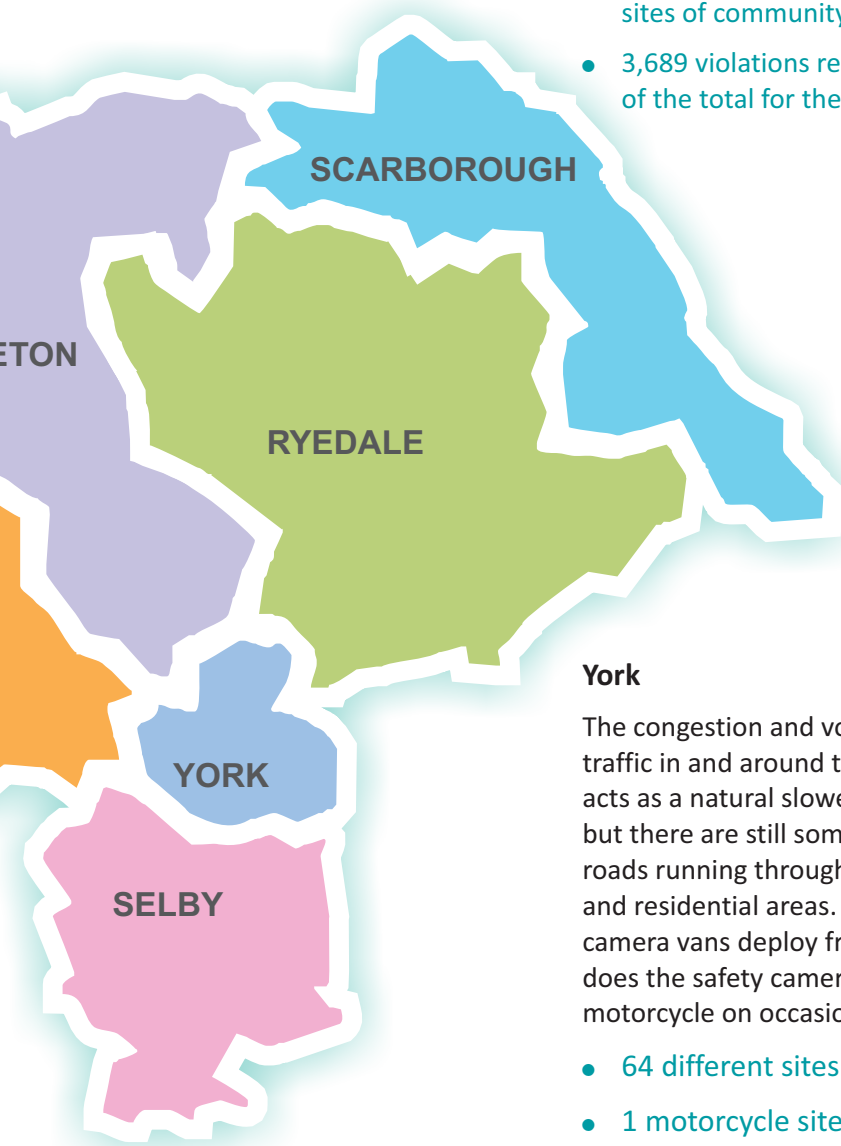 sites of community
• 3,689 violations re
of the total for the
SCARBOROUGH
ETON
RYEDALE
YORK
SELBY
York
The congestion and vo
traffic in and around t
acts as a natural slowe
but there are still som
roads running through
and residential areas.
camera vans deploy fr
does the safety camer
motorcycle on occasio
• 64 different sites
• 1 motorcycle site